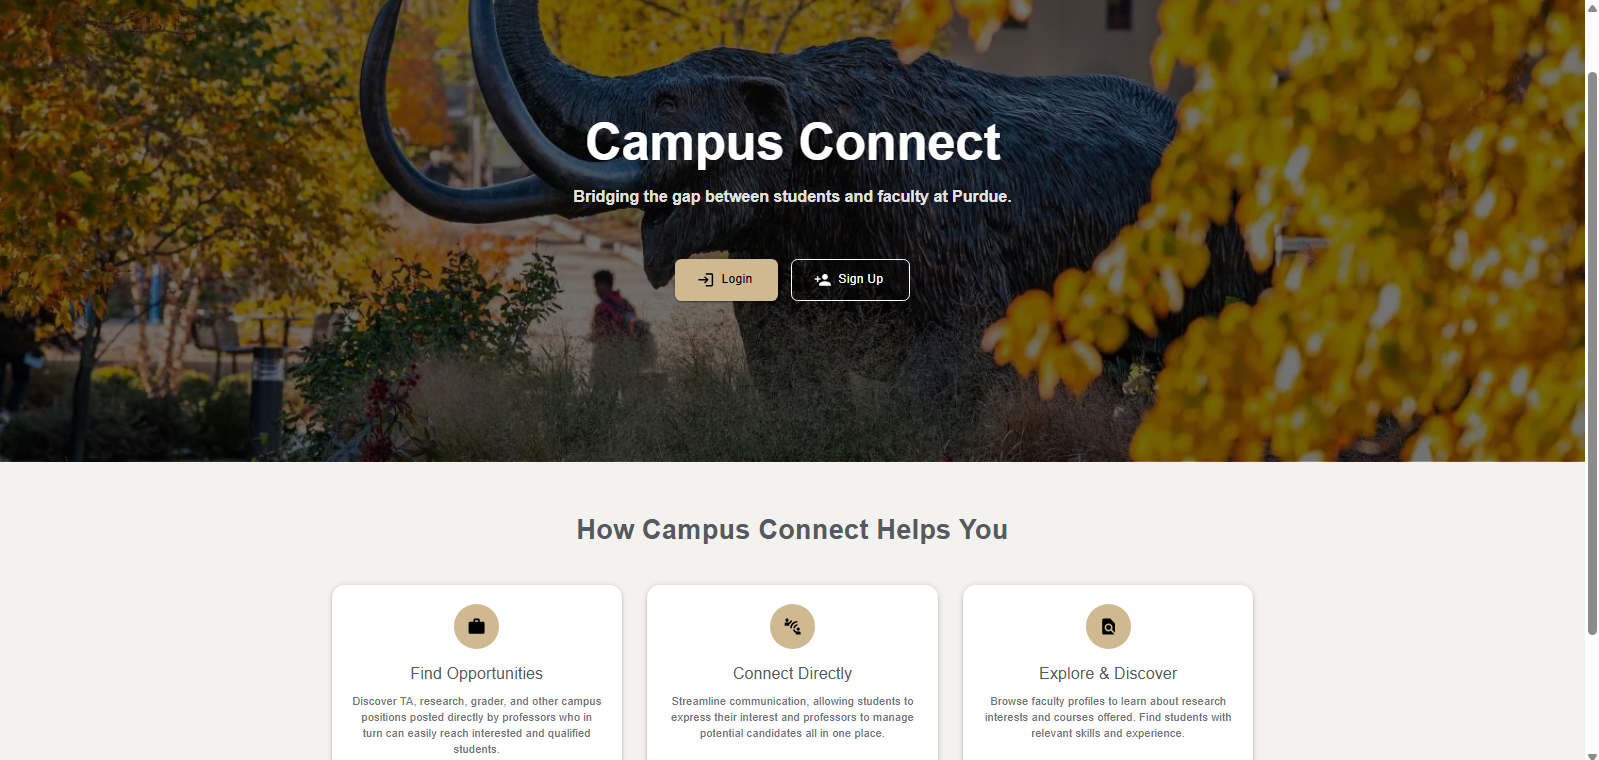 Campus Connect
Bridging the gap between students and faculty at Purdue.
Login
Sign Up
How Campus Connect Helps You
Find Opportunities
Discover TA, research, grader, and other campus
positions posted directly by professors who in
turn can easily reach interested and qualified
students.
Connect Directly
Streamline communication, allowing students to
express their interest and professors to manage
potential candidates all in one place.
Explore & Discover
Browse faculty profiles to learn about research
interests and courses offered. Find students with
relevant skills and experience.